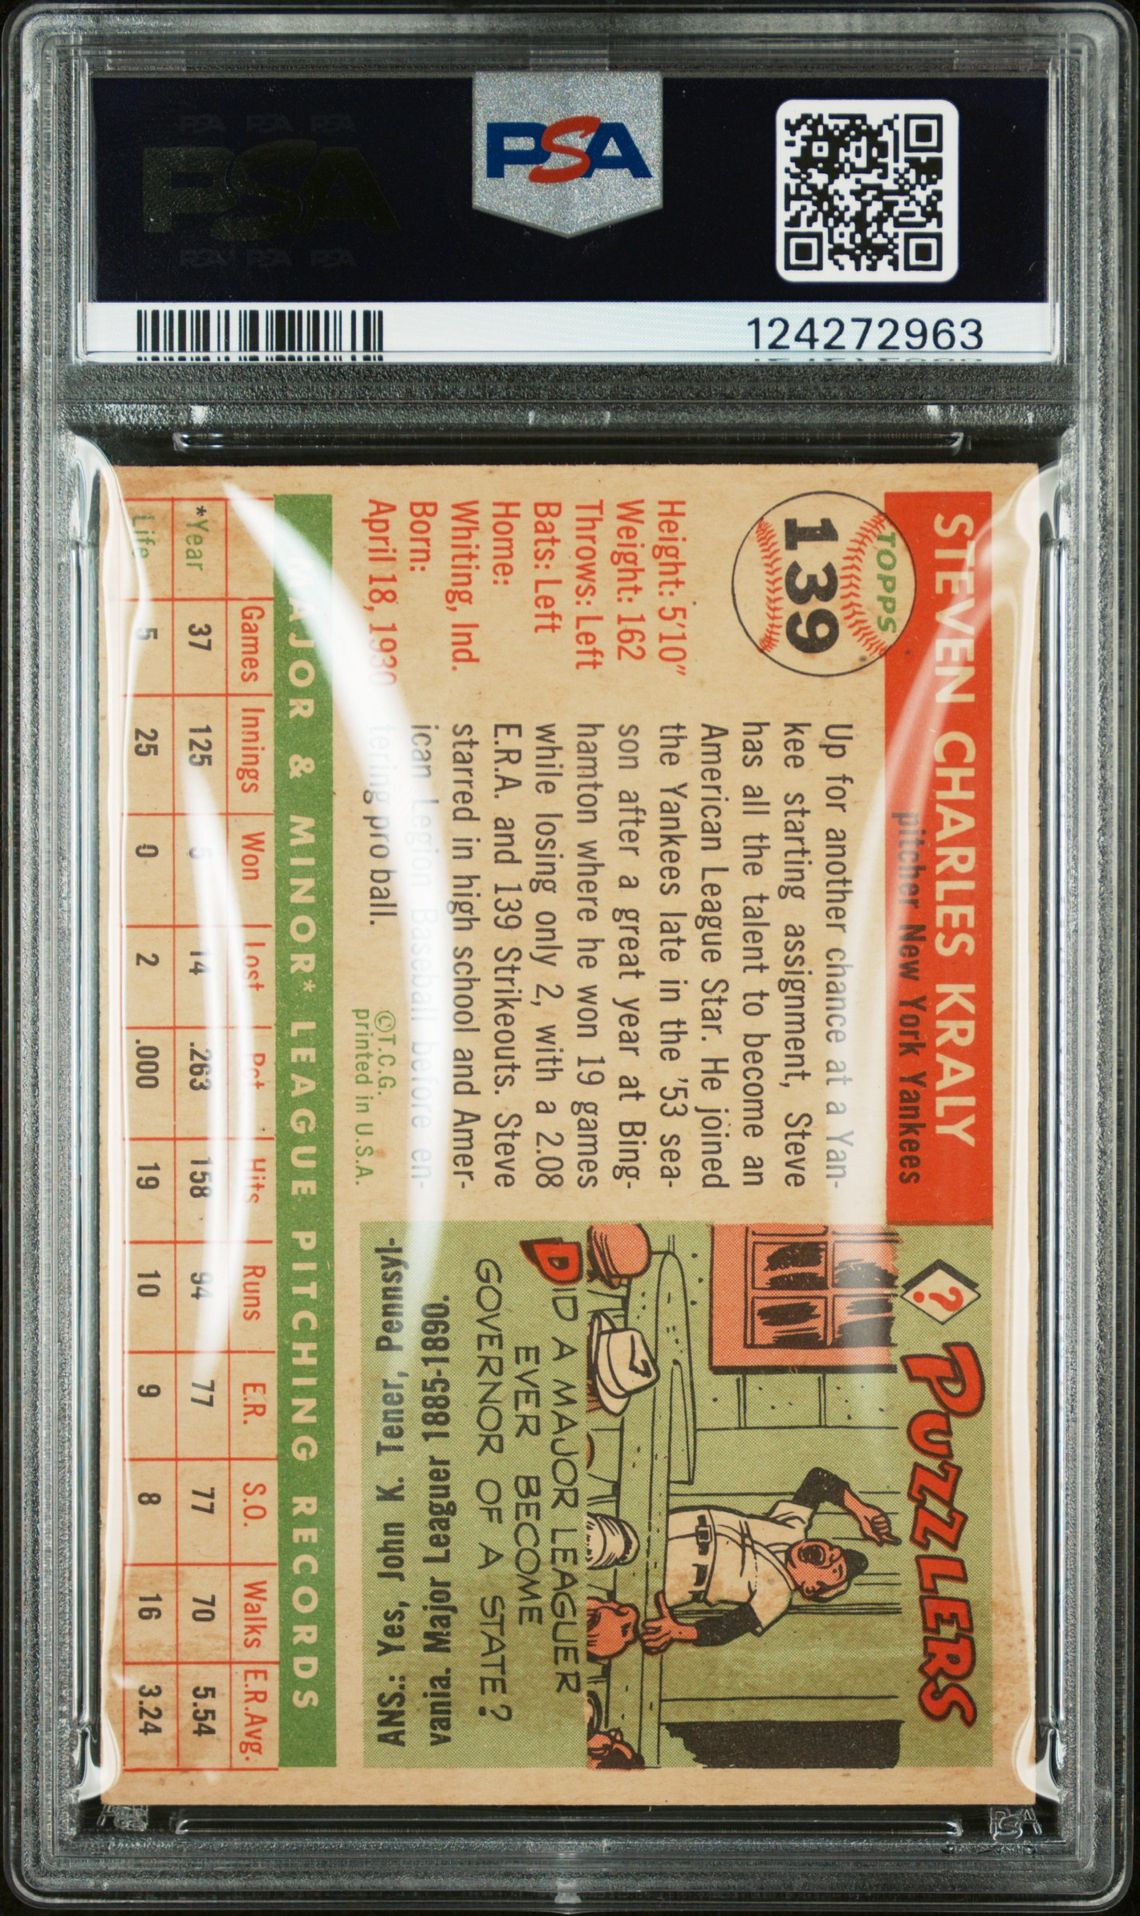 PSA
124272963
STEVEN CHARLES KRALY
pitcher New York Yankees
TOPPS
139
Height: 5'10"
Weight: 162
Throws: Left
Bats: Left
Home:
Whiting, Ind.
Born:
April 18, 1930
Up for another chance at a Yan-
kee starting assignment, Steve
has all the talent to become an
American League Star. He joined
the Yankees late in the '53 sea-
son after a great year at Bing-
hamton where he won 19 games
while losing only 2, with a 2.08
E.R.A. and 139 Strikeouts. Steve
starred in high school and Amer-
ican Legion Baseball before en-
tering pro ball.
©T.C.G.
printed in U.S.A.
? PUZZLERS
DID A MAJOR LEAGUER
EVER BECOME
GOVERNOR OF A STATE?
ANS.: Yes, John K. Tener, Pennsyl-
vania. Major Leaguer 1885-1890.
MAJOR & MINOR* LEAGUE PITCHING RECORDS
Games Innings Won Lost Pct. Hits Runs E.R. S.O. Walks E.R.Avg.
*Year 37 125 5 14 .263 158 94 77 77 70 5.54
Life 5 25 0 2 .000 19 10 9 8 16 3.24